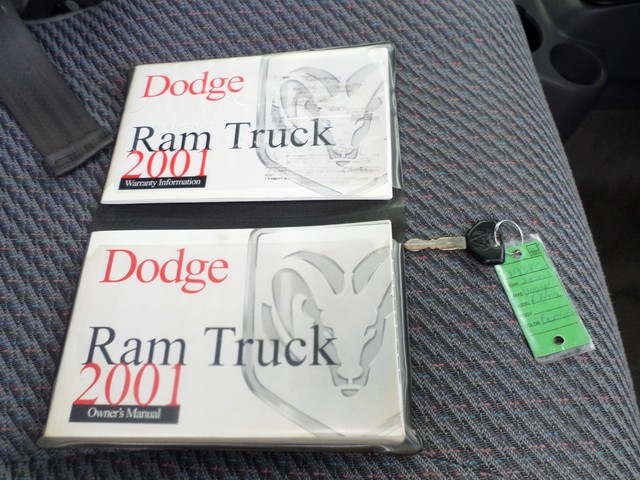 Dodge
Ram Truck
2001
Warranty Information
Dodge
Ram Truck
2001
Owner's Manual